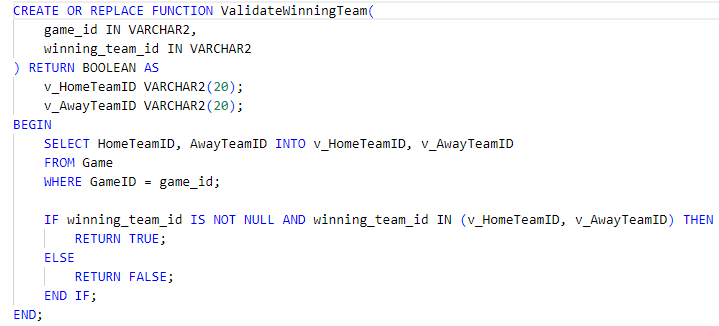 CREATE OR REPLACE FUNCTION ValidateWinningTeam(
    game_id IN VARCHAR2,
    winning_team_id IN VARCHAR2
) RETURN BOOLEAN AS
    v_HomeTeamID VARCHAR2(20);
    v_AwayTeamID VARCHAR2(20);
BEGIN
    SELECT HomeTeamID, AwayTeamID INTO v_HomeTeamID, v_AwayTeamID
    FROM Game
    WHERE GameID = game_id;

    IF winning_team_id IS NOT NULL AND winning_team_id IN (v_HomeTeamID, v_AwayTeamID) THEN
        RETURN TRUE;
    ELSE
        RETURN FALSE;
    END IF;
END;